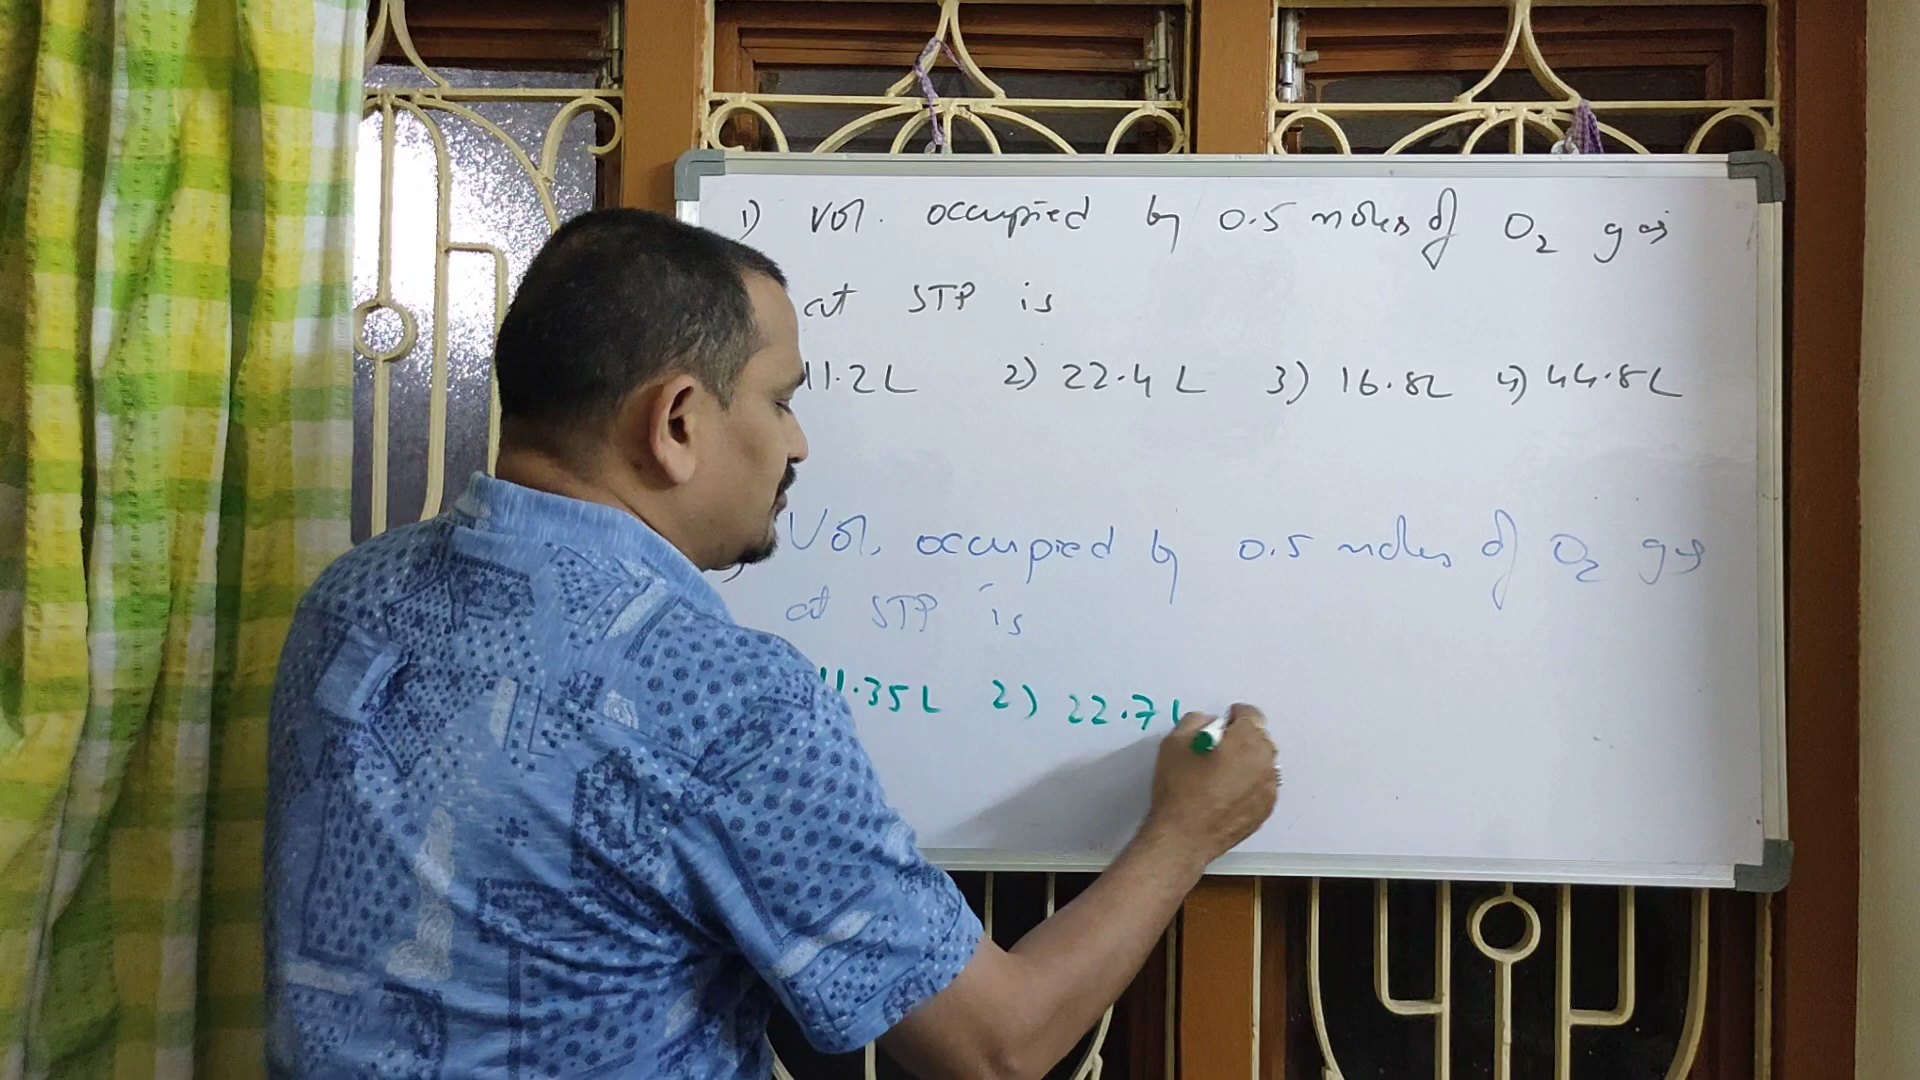 1) Vol. occupied by 0.5 moles of O₂ gas
at STP is
11.2L 2) 22.4 L 3) 16.8L 4) 44.8L
Vol. occupied by 0.5 moles of O₂ gas
at STP is
11.35L 2) 22.7L